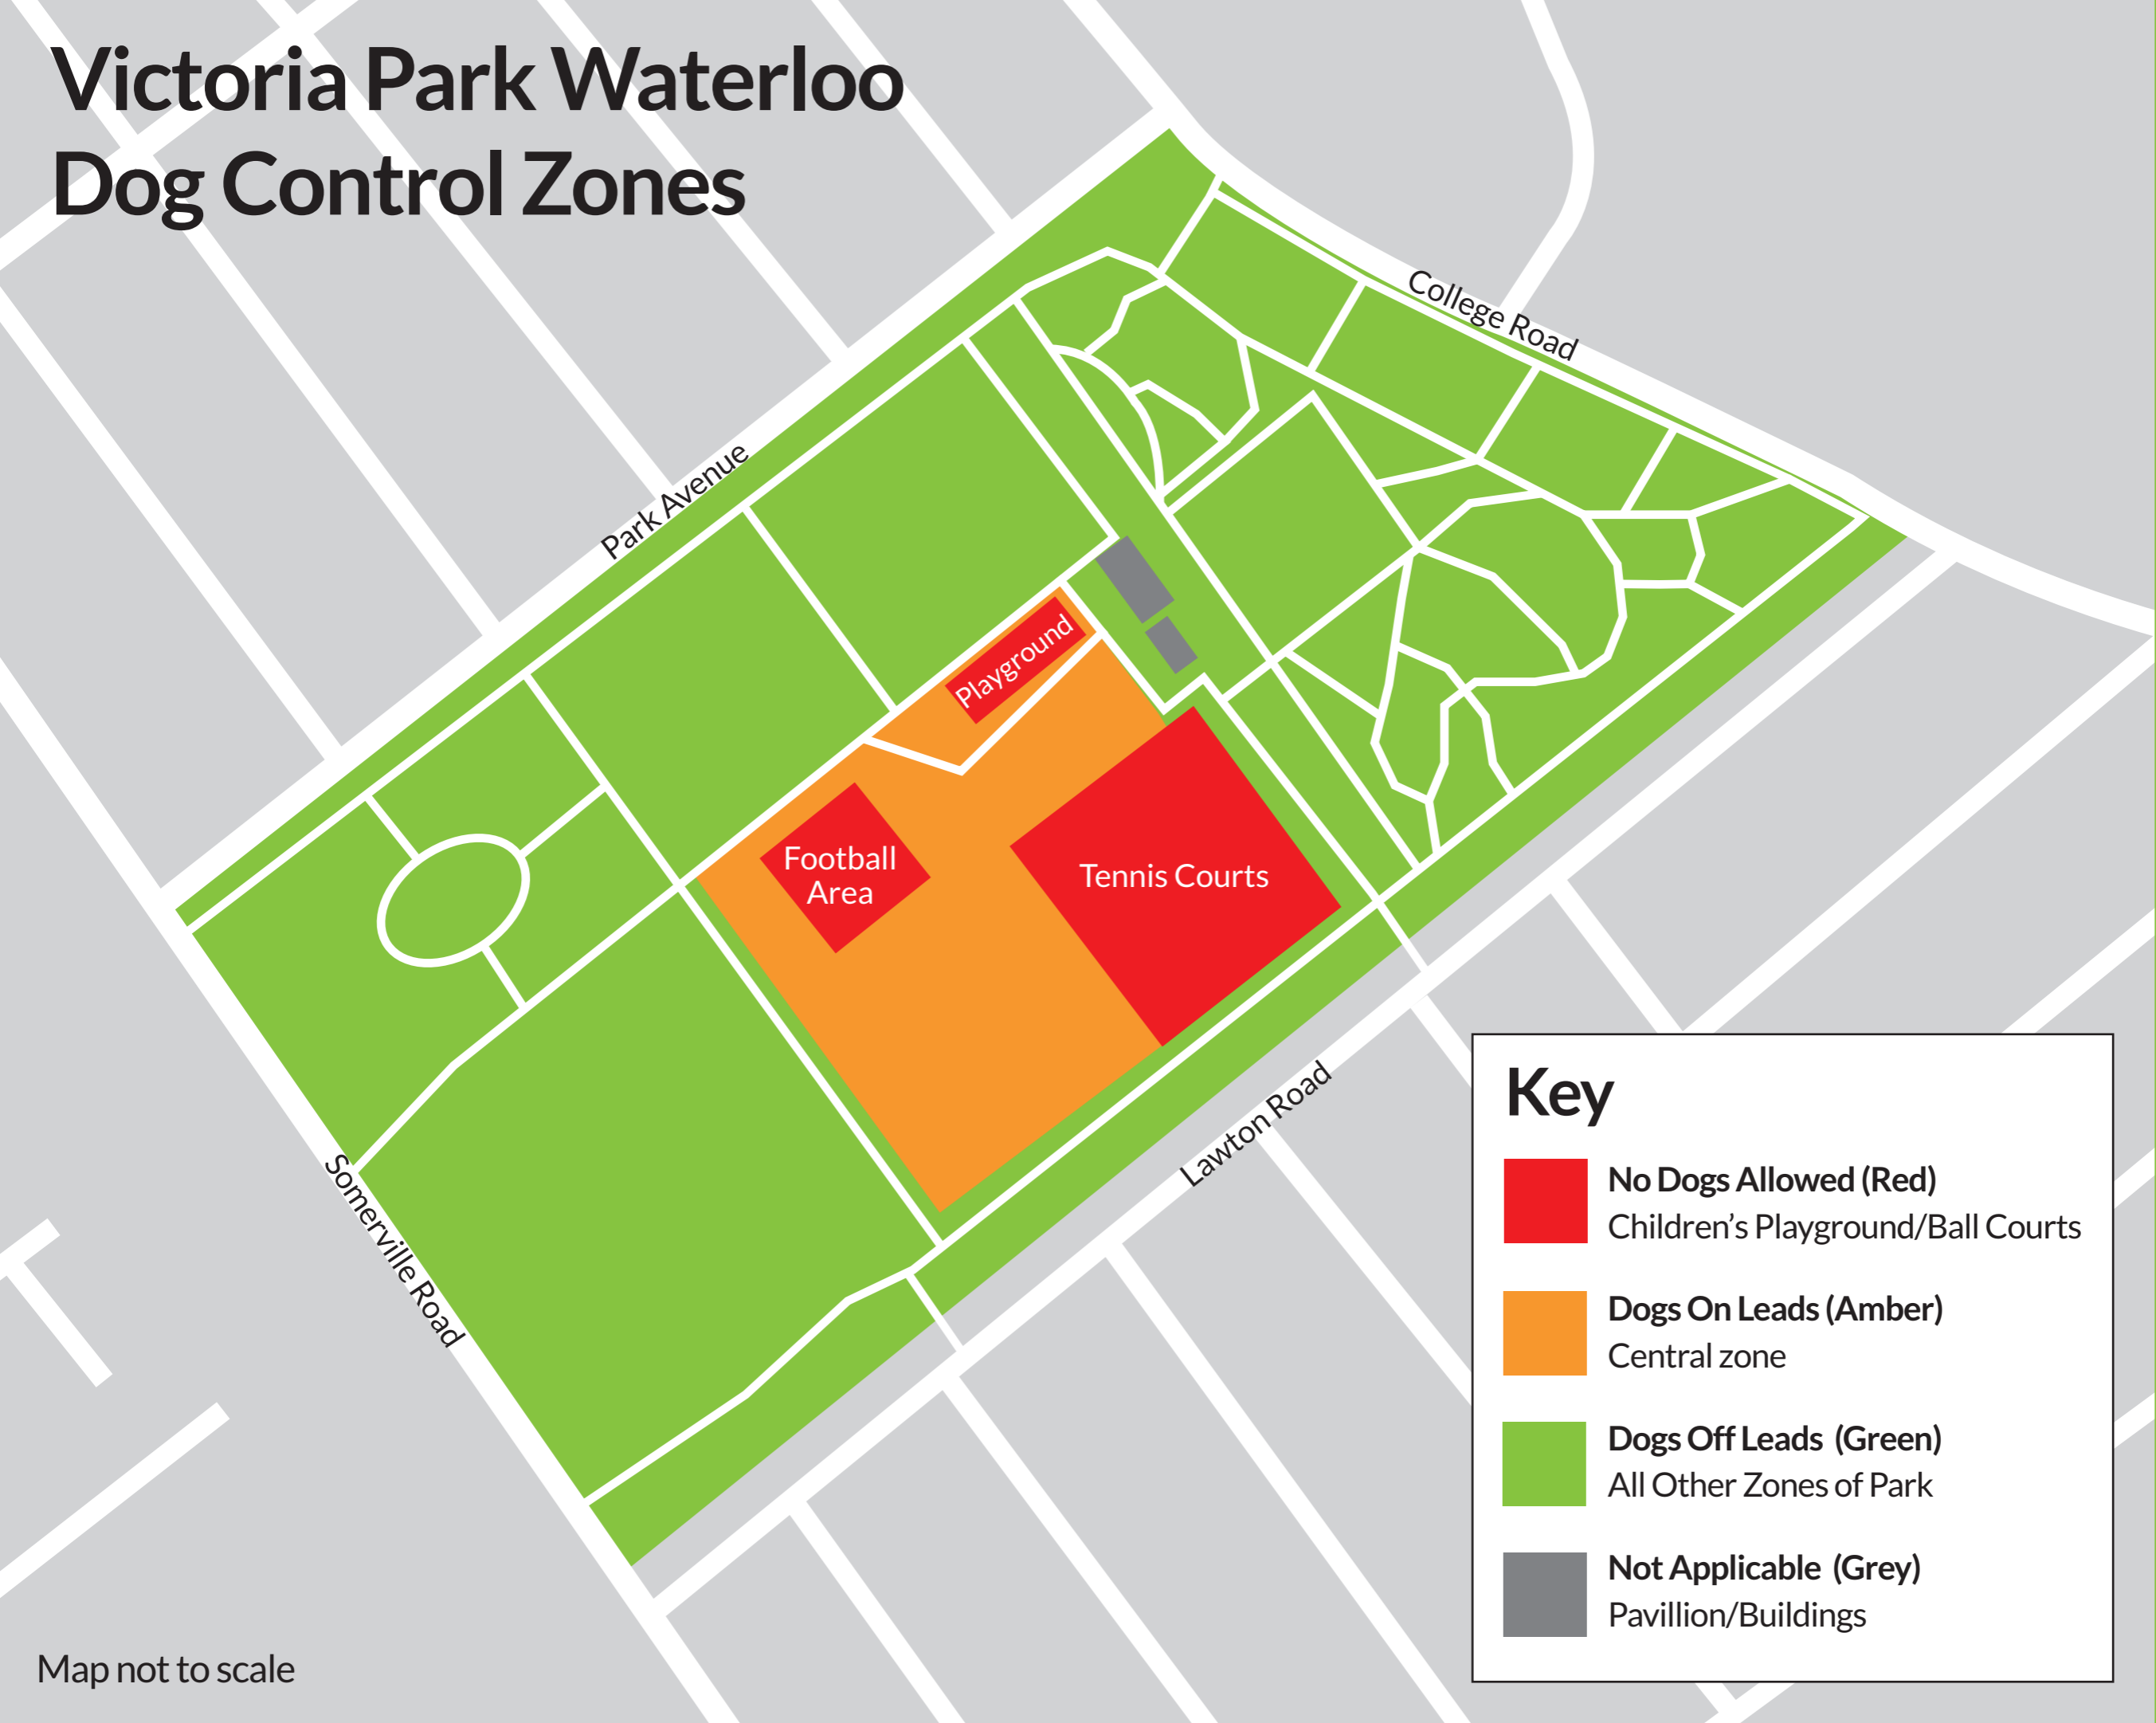 Victoria Park Waterloo
Dog Control Zones
College Road
Park Avenue
Playground
Football
Area
Tennis Courts
Somerville Road
Lawton Road
Key
No Dogs Allowed (Red)
Children’s Playground/Ball Courts
Dogs On Leads (Amber)
Central zone
Dogs Off Leads (Green)
All Other Zones of Park
Not Applicable (Grey)
Pavillion/Buildings
Map not to scale